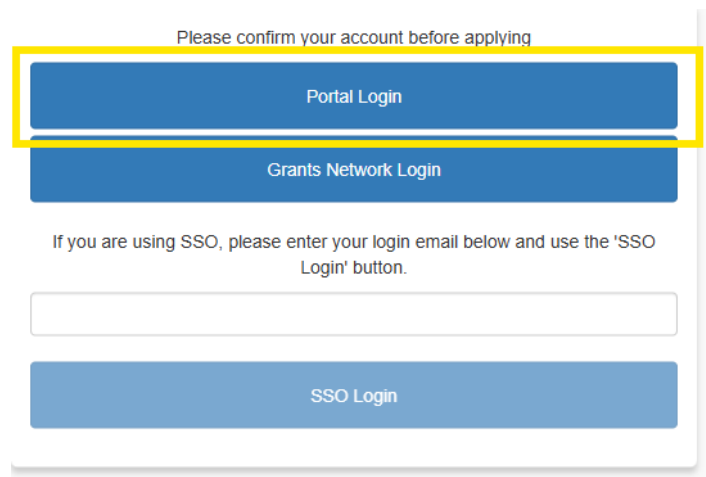 Please confirm your account before applying
Portal Login
Grants Network Login
If you are using SSO, please enter your login email below and use the 'SSO
Login' button.
SSO Login